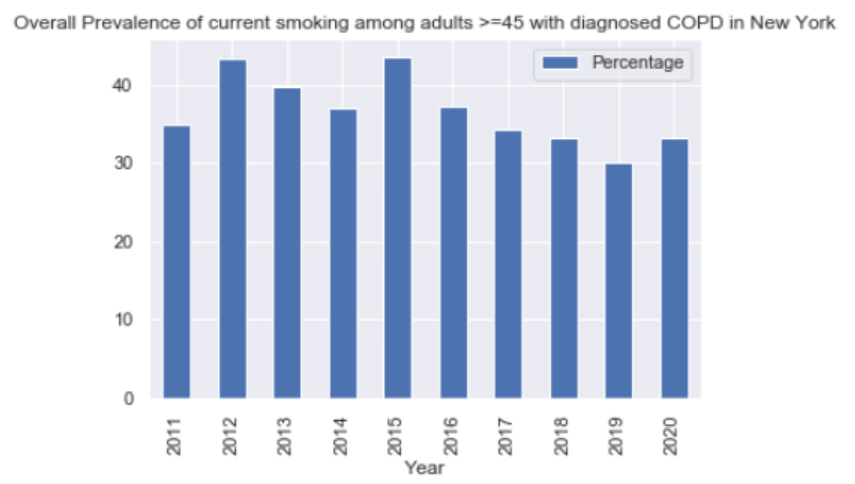 Overall Prevalence of current smoking among adults >=45 with diagnosed COPD in New York
Percentage
40
30
20
10
0
2011 2012 2013 2014 2015 2016 2017 2018 2019 2020
Year